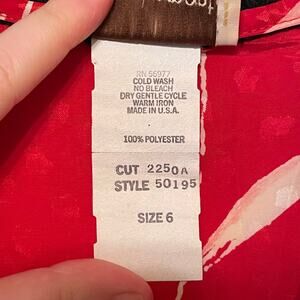 RN 56977
COLD WASH
NO BLEACH
DRY GENTLE CYCLE
WARM IRON
MADE IN U.S.A.
100% POLYESTER
CUT 2250A
STYLE 50195
SIZE 6